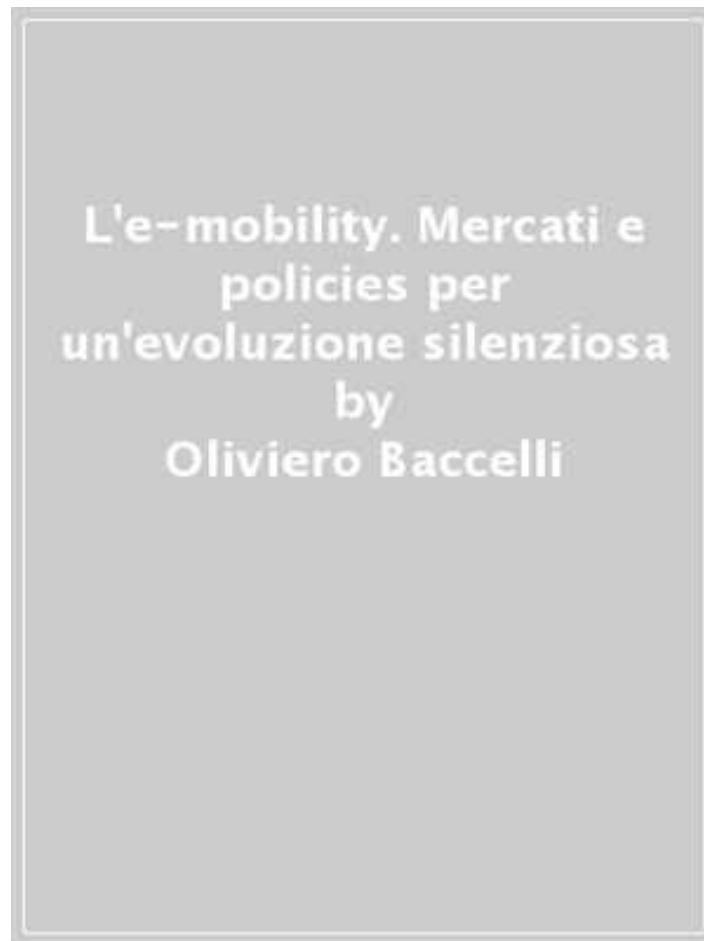 L'e-mobility. Mercati e
policies per
un'evoluzione silenziosa
by
Oliviero Baccelli